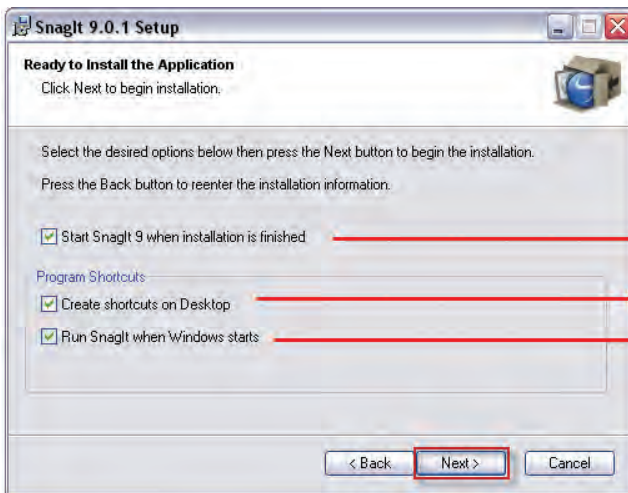 SnagIt 9.0.1 Setup
Ready to Install the Application
Click Next to begin installation.
Select the desired options below then press the Next button to begin the installation.
Press the Back button to reenter the installation information.
Start SnagIt 9 when installation is finished
Program Shortcuts
Create shortcuts on Desktop
Run SnagIt when Windows starts
< Back
Next >
Cancel